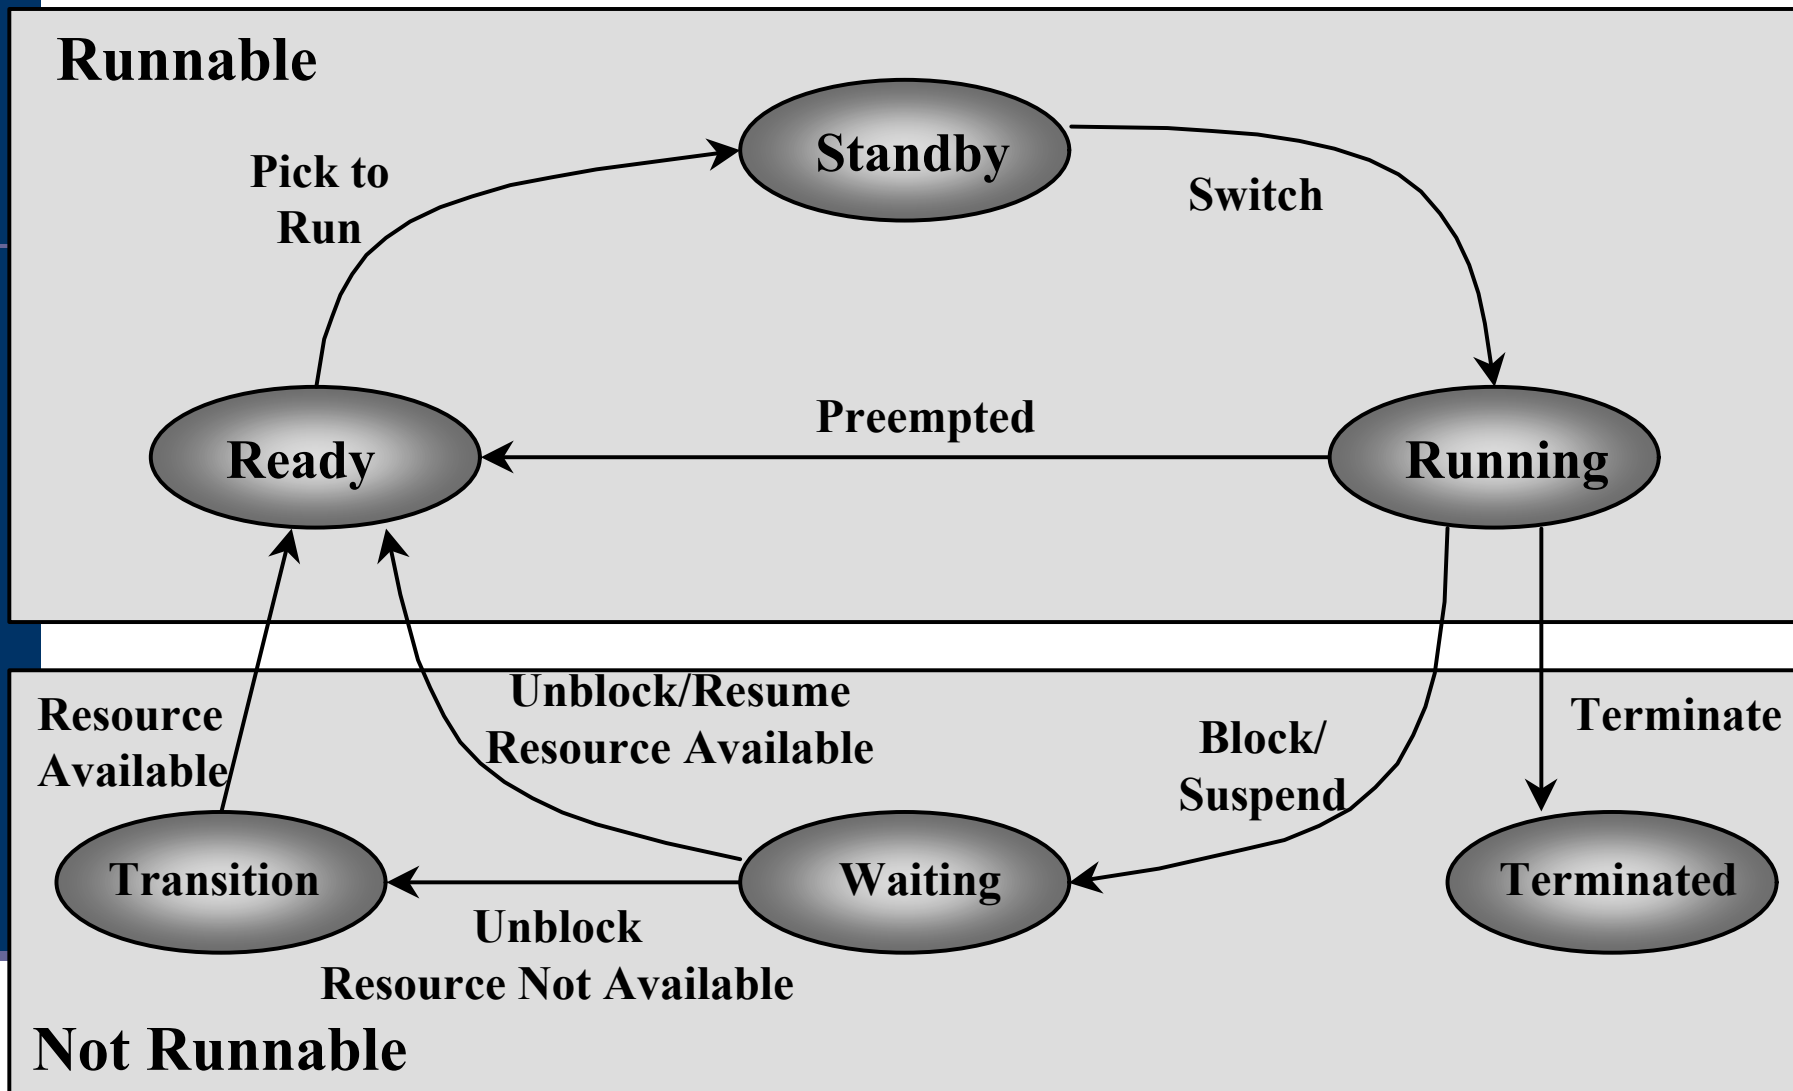 Runnable
Standby
Pick to
Run
Switch
Preempted
Ready
Running
Unblock/Resume
Resource Available
Resource
Available
Block/
Suspend
Terminate
Transition
Waiting
Terminated
Unblock
Resource Not Available
Not Runnable